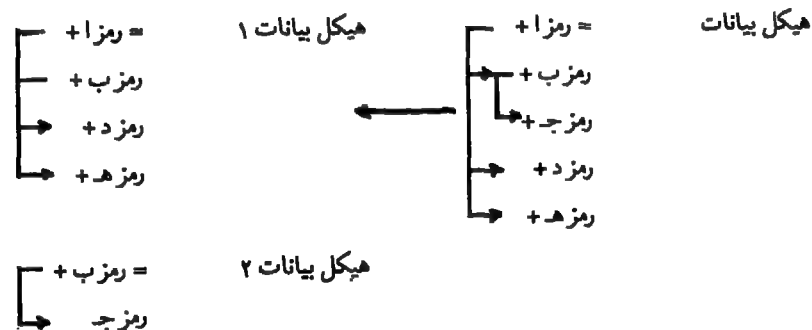 هيكل بيانات = رمز ا +
رمز ب +
رمز جـ +
رمز د +
رمز هـ +
هيكل بيانات ١ = رمز ا +
رمز ب +
رمز د +
رمز هـ +
هيكل بيانات ٢ = رمز ب +
رمز جـ